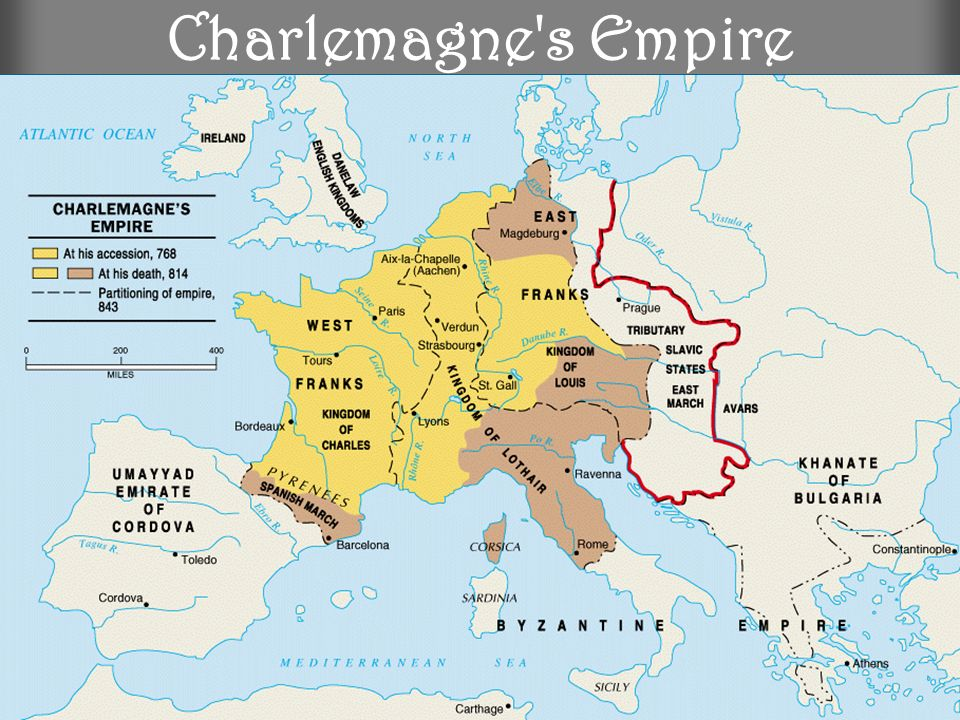 Charlemagne's Empire
ATLANTIC OCEAN
IRELAND
DANELAW
ENGLISH KINGDOMS
NORTH
SEA
CHARLEMAGNE'S
EMPIRE
At his accession, 768
At his death, 814
Partitioning of empire,
843
0 200 400
MILES
Elbe R.
EAST
Magdeburg
FRANKS
Aix-la-Chapelle
(Aachen)
Rhine R.
Seine R.
Paris
Verdun
Strasbourg
WEST
Tours
FRANKS
Loire R.
KINGDOM
OF
CHARLES
Bordeaux
Lyons
Rhône R.
St. Gall
Danube R.
KINGDOM
OF
LOUIS
KINGDOM OF LOTHAIR
Po R.
Ravenna
Rome
Oder R.
Vistula R.
Prague
TRIBUTARY
SLAVIC
STATES
EAST
MARCH
AVARS
KHANATE
OF
BULGARIA
Constantinople
UMAYYAD
EMIRATE
OF
CORDOVA
PYRENEES
SPANISH MARCH
Ebro R.
Barcelona
Tagus R.
Toledo
Cordova
CORSICA
SARDINIA
BYZANTINE EMPIRE
Athens
MEDITERRANEAN SEA
SICILY
Carthage